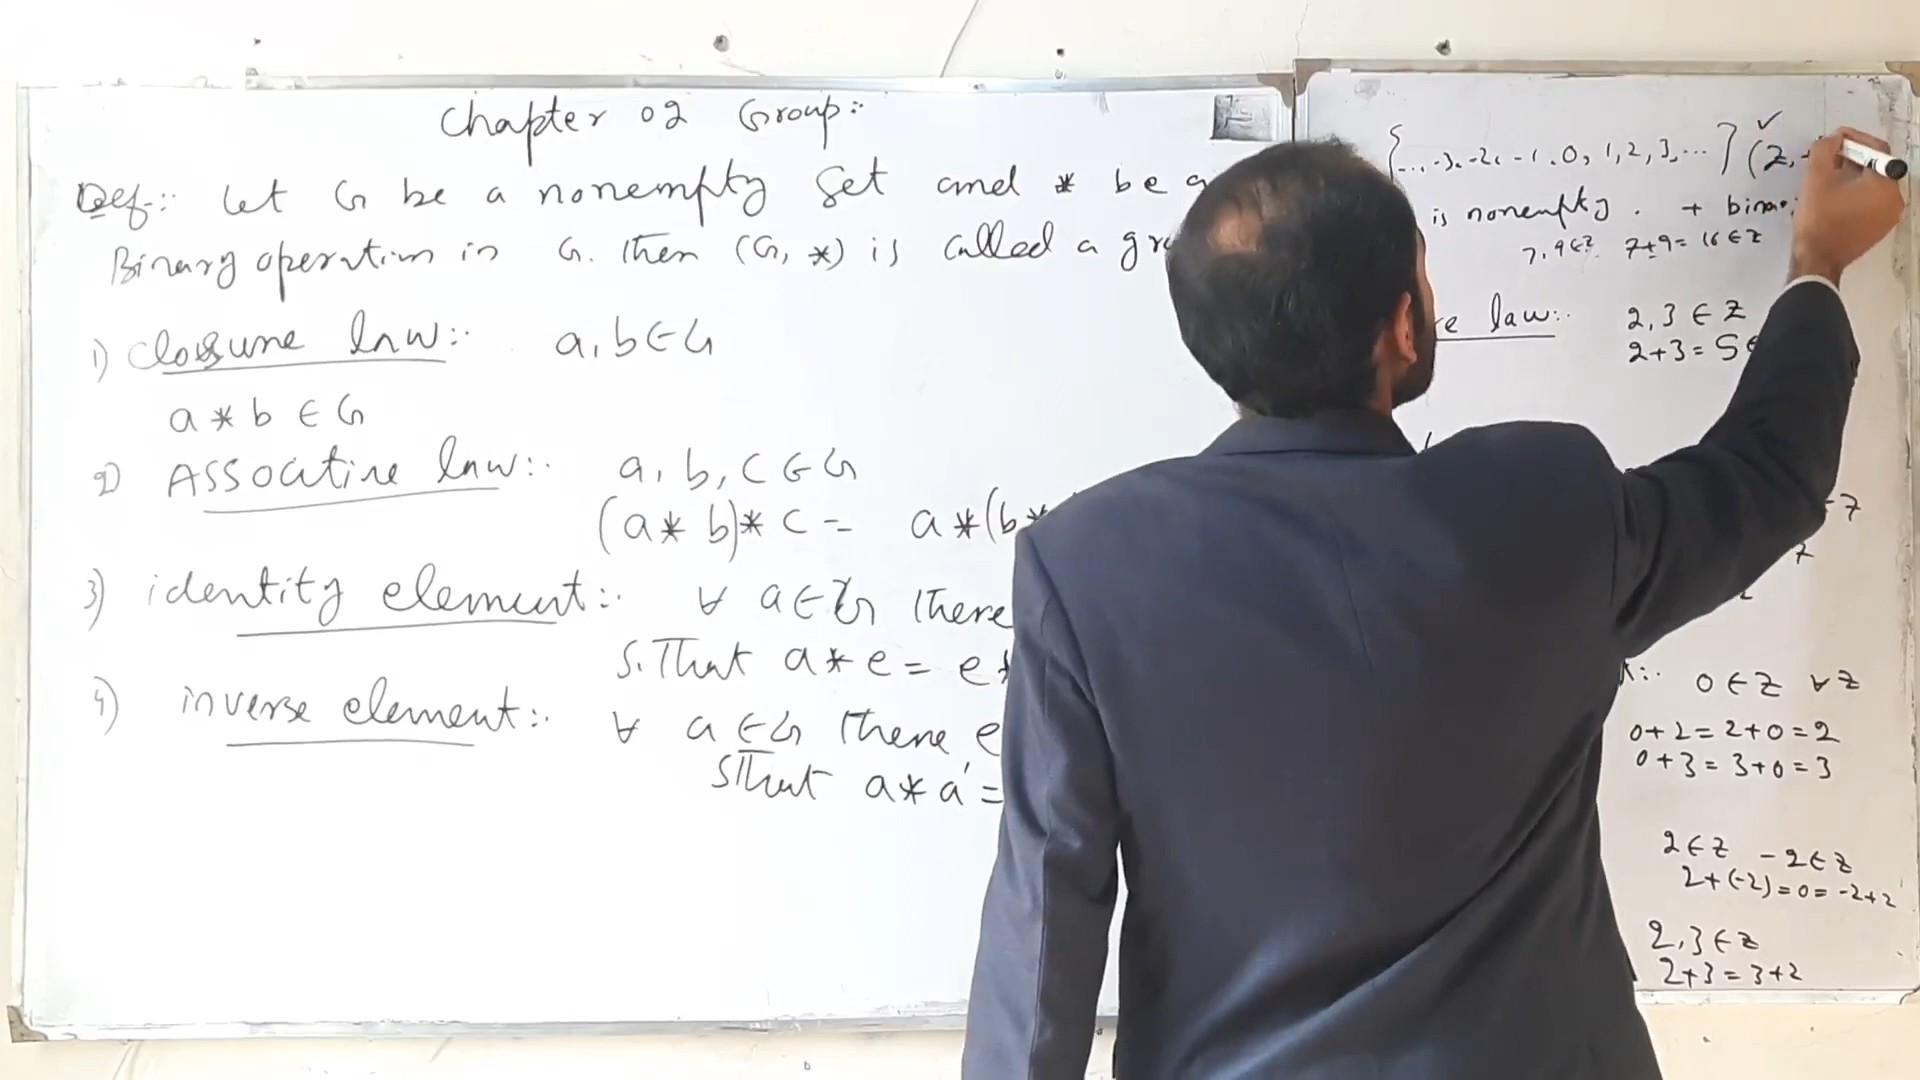 Chapter 02 Group::
Def:: Let G be a nonempty Set and * be a
Binary operation in G. Then (G, *) is called a gr
1) Closure law:: a, b ∈ G
a * b ∈ G
2) Associtive law:: a, b, c ∈ G
(a * b) * c = a * (b *
3) identity element:: ∀ a ∈ G there
S. That a * e = e *
4) inverse element:: ∀ a ∈ G there e
S That a * a' =
{... -3, -2, -1, 0, 1, 2, 3, ...} (Z, +
is nonempty. + bina
7, 9 ∈ Z 7+9 = 16 ∈ Z
e law:: 2, 3 ∈ Z
2+3 = 5 ∈
0 ∈ Z ∀ Z
0+2 = 2+0 = 2
0+3 = 3+0 = 3
2 ∈ Z -2 ∈ Z
2+(-2) = 0 = -2+2
2, 3 ∈ Z
2+3 = 3+2